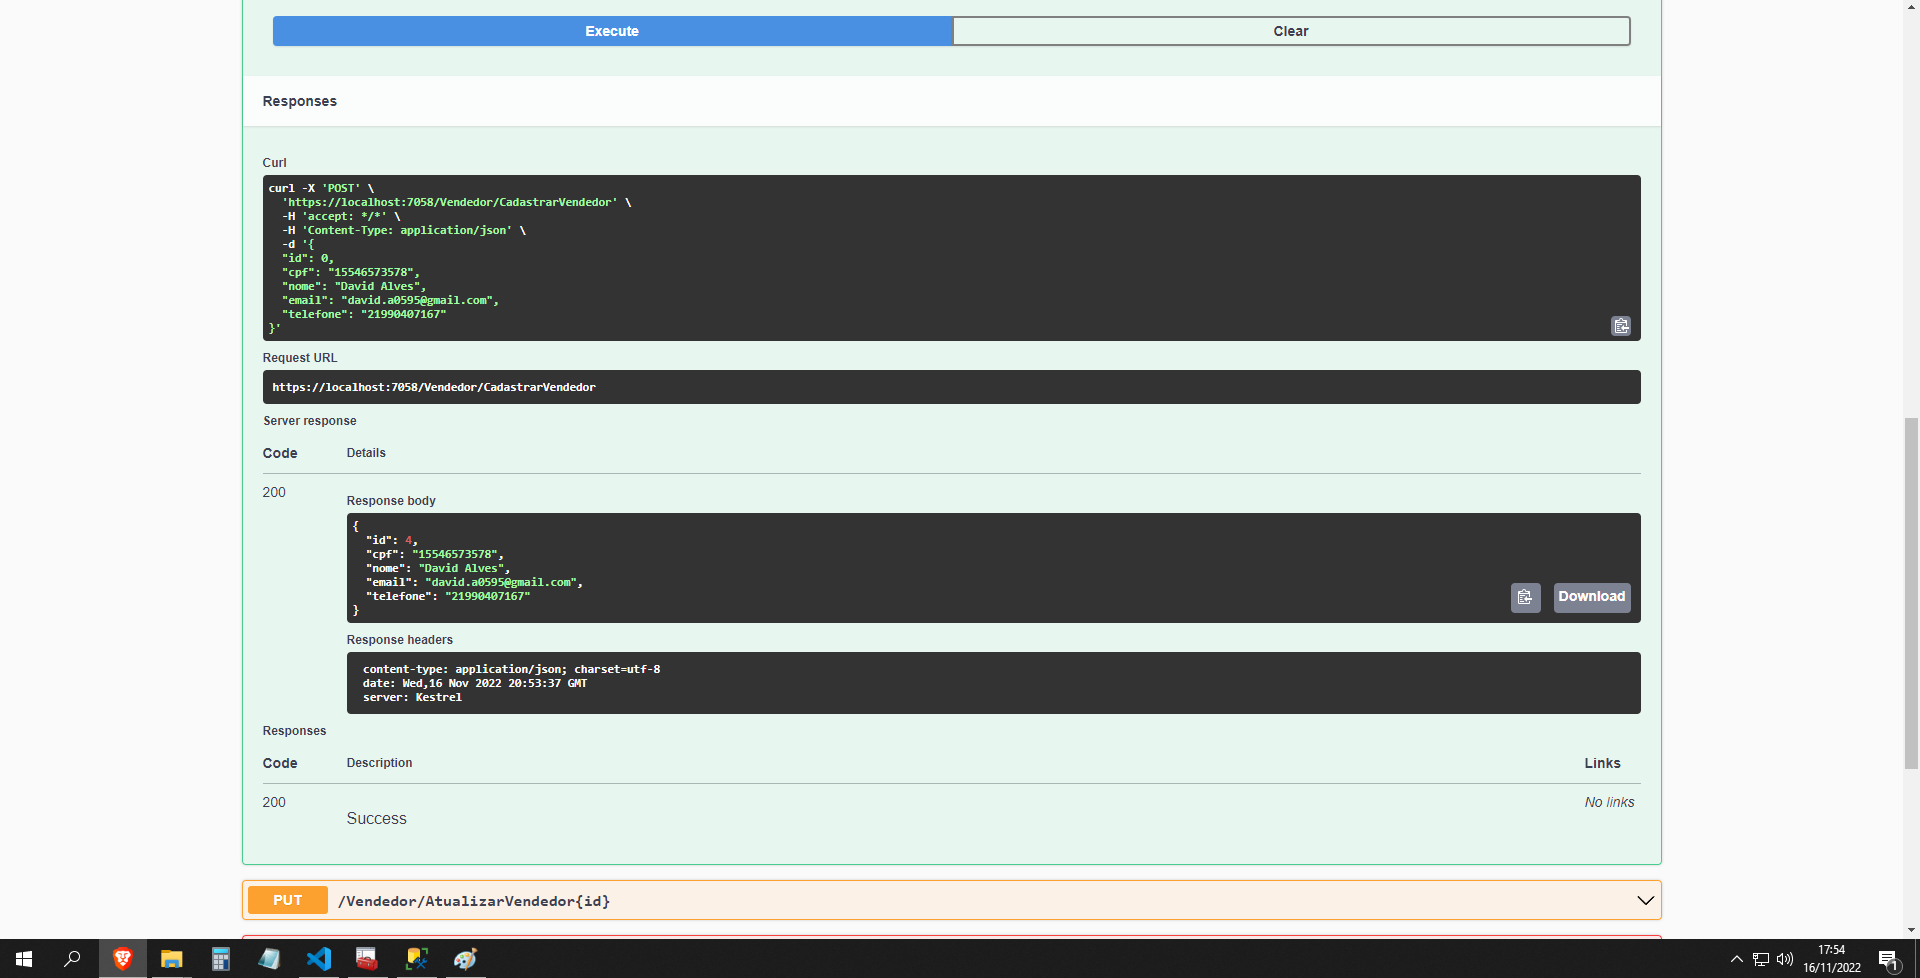 Execute
Clear
Responses
Curl
curl -X 'POST' \
'https://localhost:7058/Vendedor/CadastrarVendedor' \
-H 'accept: */*' \
-H 'Content-Type: application/json' \
-d '{
"id": 0,
"cpf": "15546573578",
"nome": "David Alves",
"email": "david.a0595@gmail.com",
"telefone": "21990407167"
}'
Request URL
https://localhost:7058/Vendedor/CadastrarVendedor
Server response
Code Details
200
Response body
{
"id": 4,
"cpf": "15546573578",
"nome": "David Alves",
"email": "david.a0595@gmail.com",
"telefone": "21990407167"
}
Download
Response headers
content-type: application/json; charset=utf-8
date: Wed,16 Nov 2022 20:53:37 GMT
server: Kestrel
Responses
Code Description Links
200 No links
Success
PUT /Vendedor/AtualizarVendedor{id}
17:54
16/11/2022
1